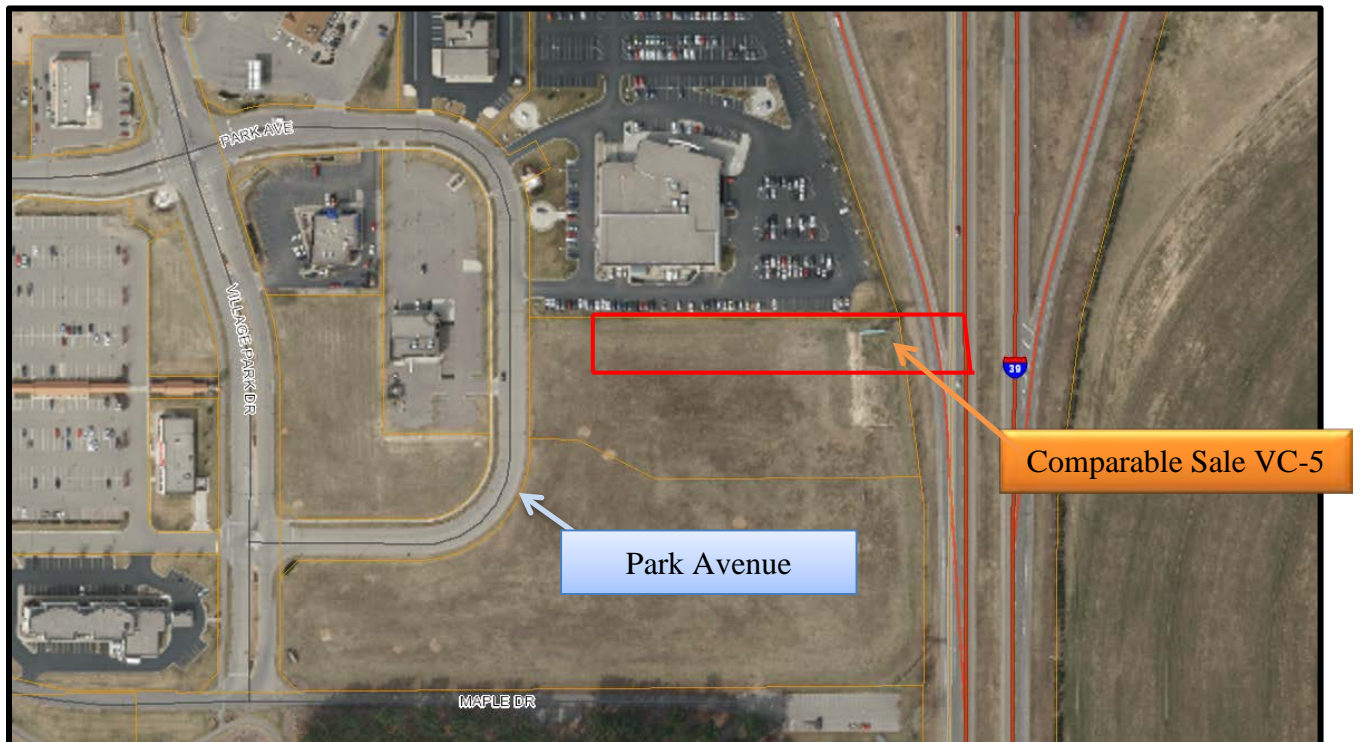 PARK AVE
VILLAGE PARK DR
39
Comparable Sale VC-5
Park Avenue
MAPLE DR